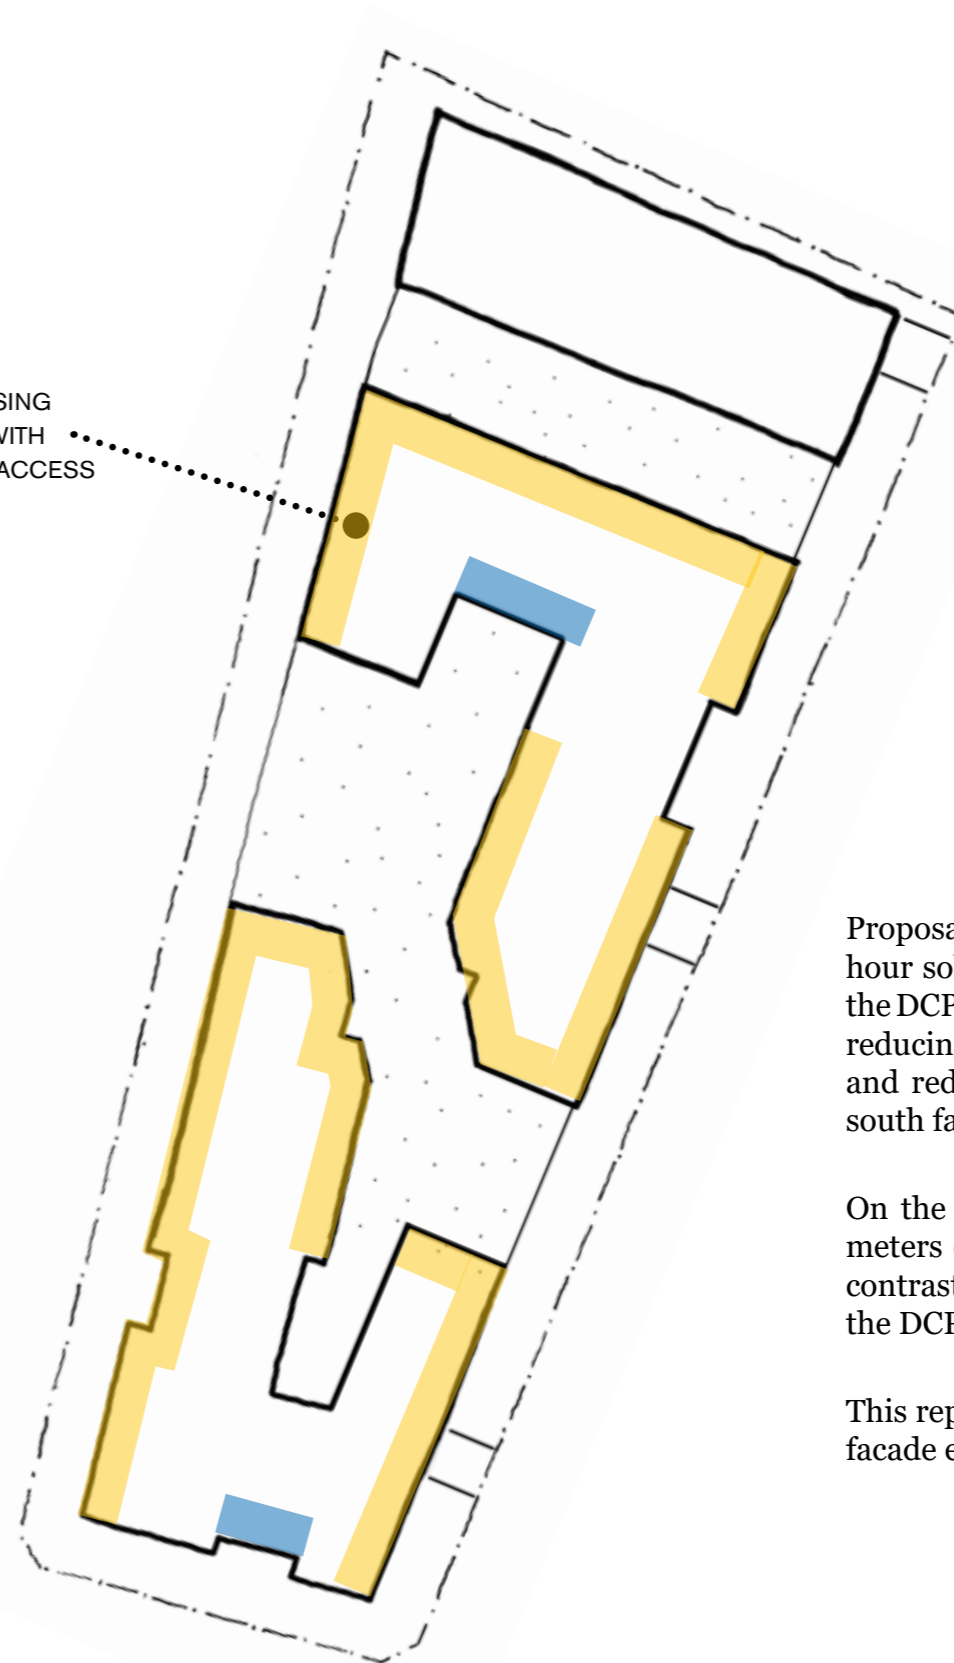 SING
WITH
ACCESS
Proposa
hour so
the DCP
reducin
and red
south fa
On the
meters
contrast
the DCP
This rep
facade e